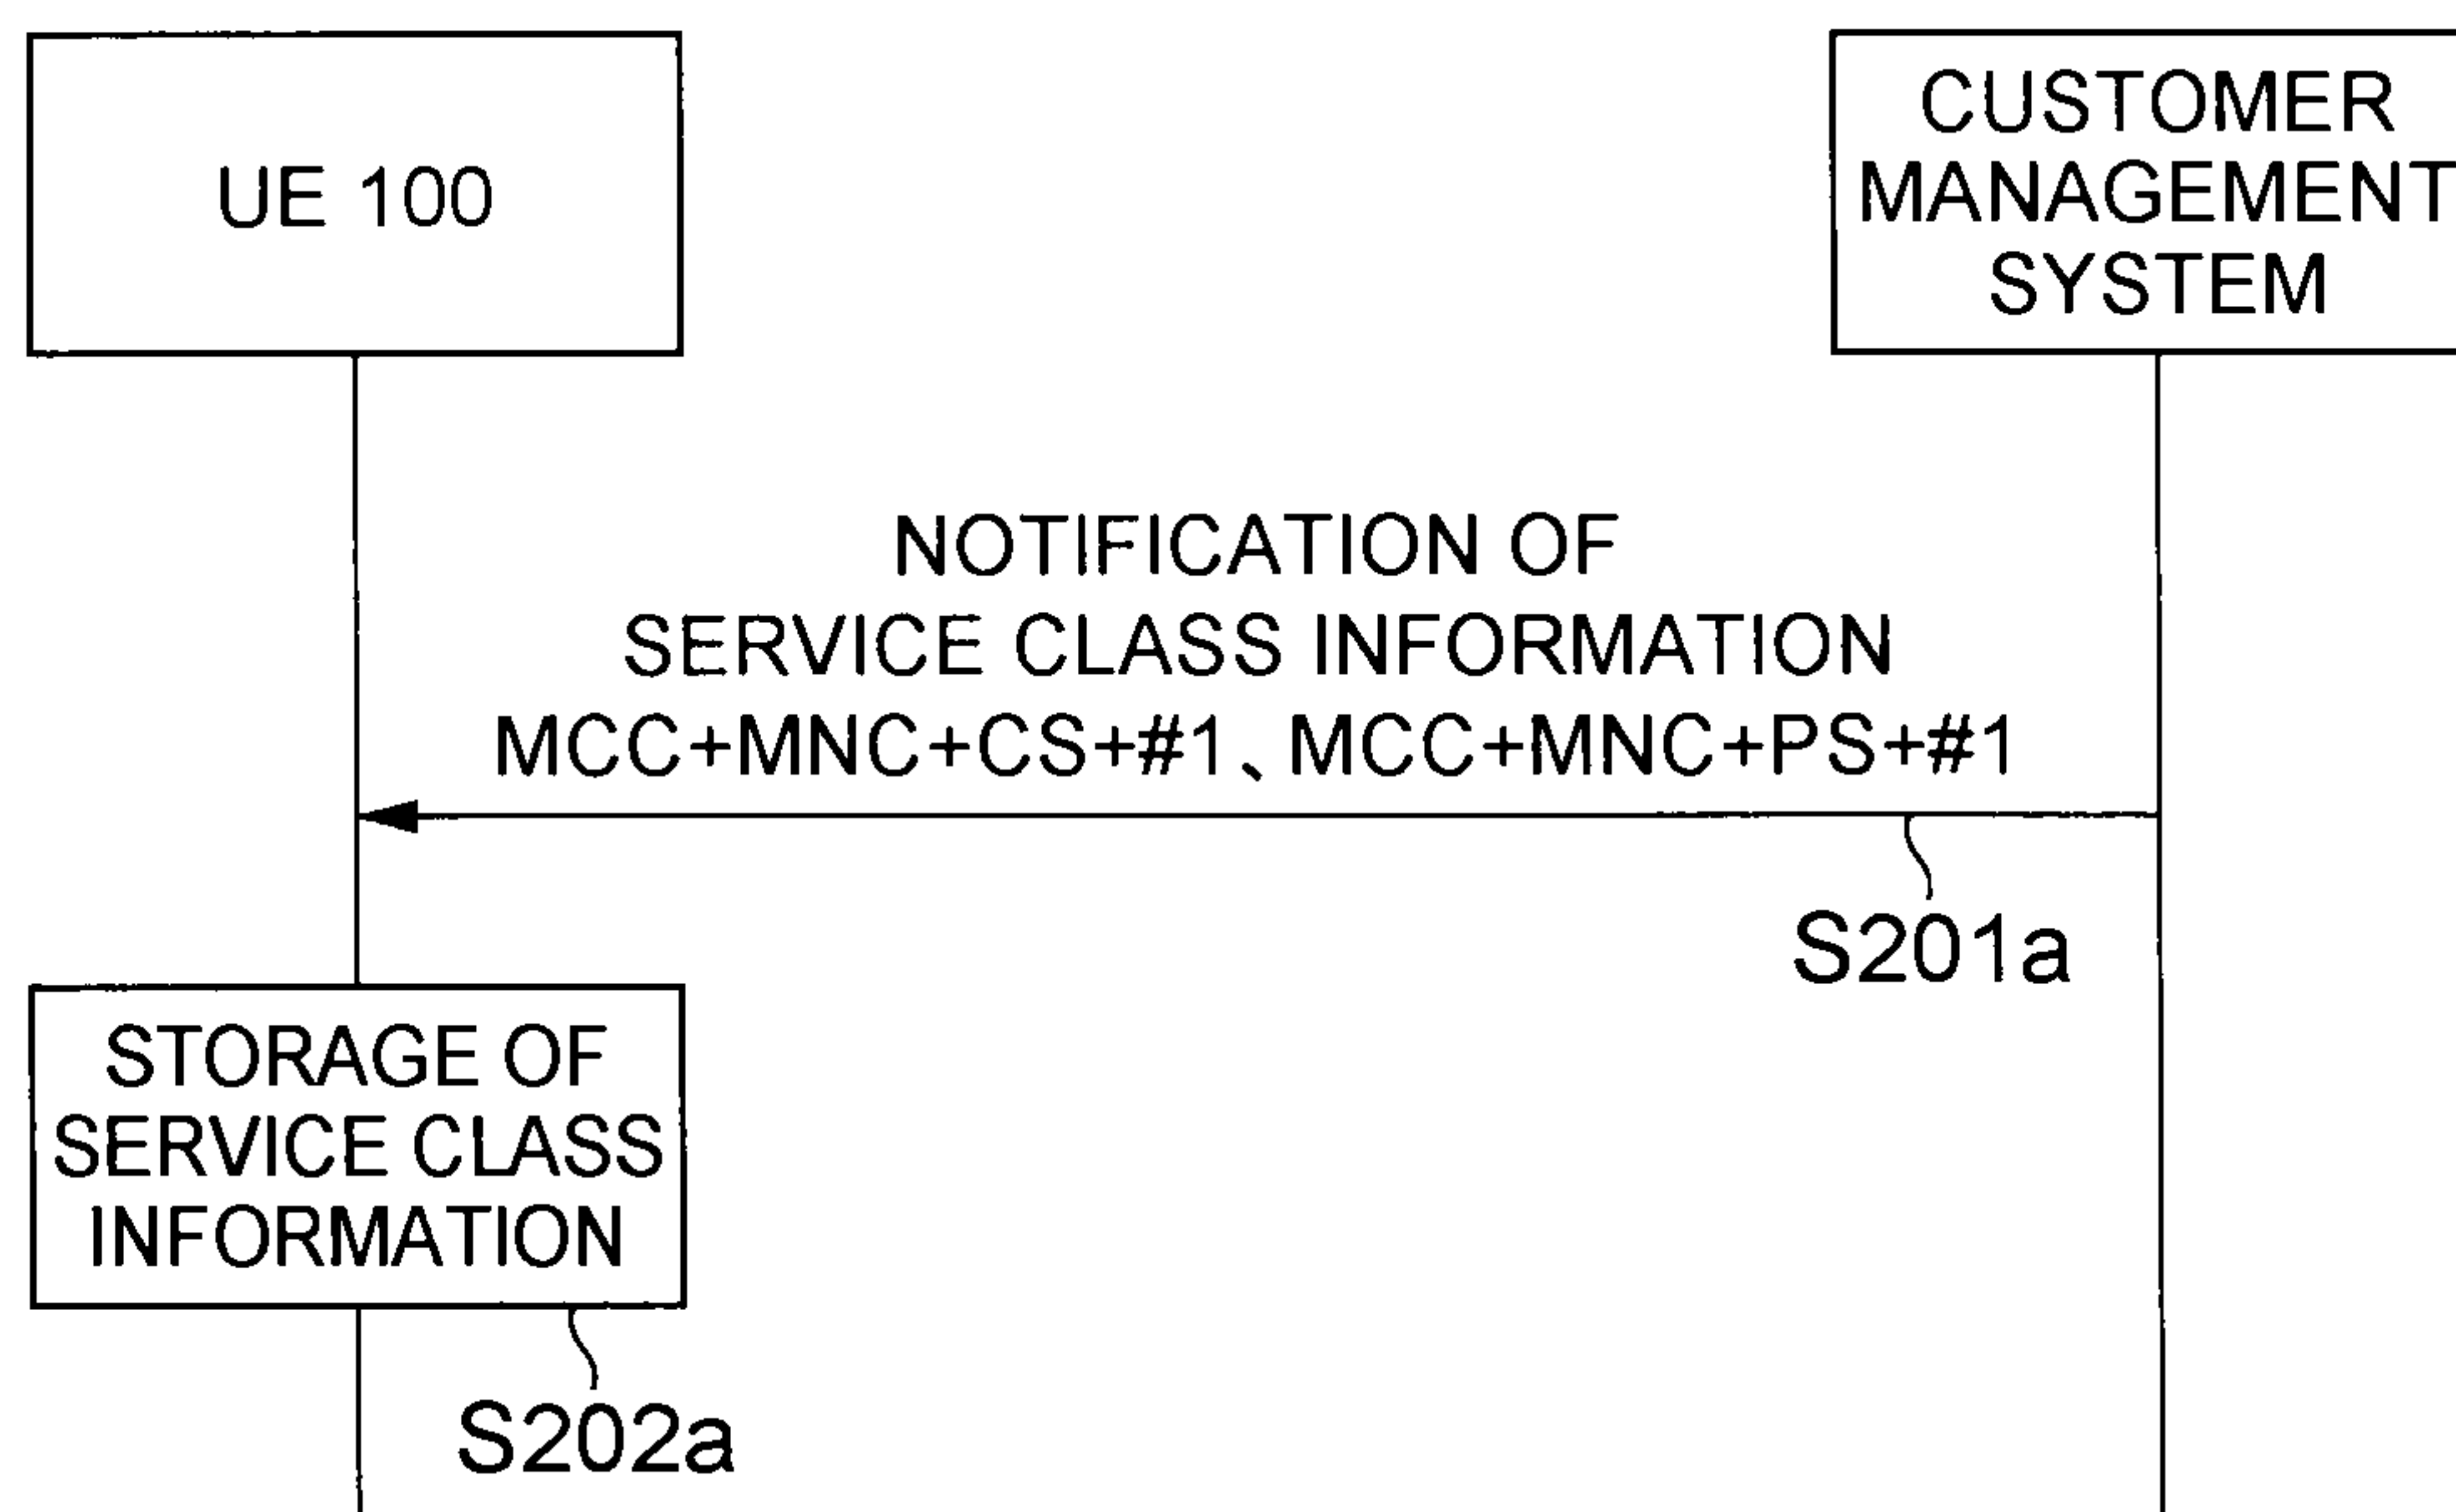 UE 100
CUSTOMER
MANAGEMENT
SYSTEM
NOTIFICATION OF
SERVICE CLASS INFORMATION
MCC+MNC+CS+#1、MCC+MNC+PS+#1
S201a
STORAGE OF
SERVICE CLASS
INFORMATION
S202a